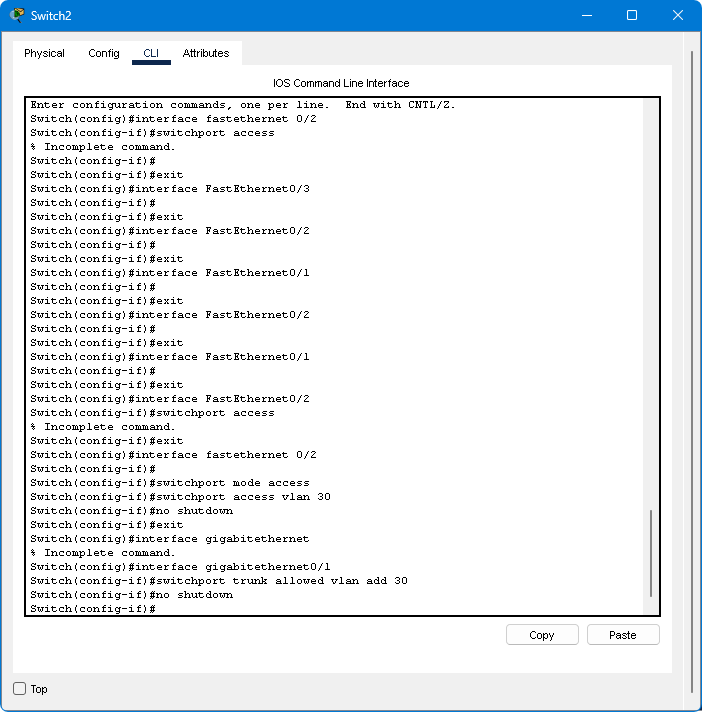 Switch2
Physical Config CLI Attributes
IOS Command Line Interface
Enter configuration commands, one per line.  End with CNTL/Z.
Switch(config)#interface fastethernet 0/2
Switch(config-if)#switchport access
% Incomplete command.
Switch(config-if)#
Switch(config-if)#exit
Switch(config)#interface FastEthernet0/3
Switch(config-if)#
Switch(config-if)#exit
Switch(config)#interface FastEthernet0/2
Switch(config-if)#
Switch(config-if)#exit
Switch(config)#interface FastEthernet0/1
Switch(config-if)#
Switch(config-if)#exit
Switch(config)#interface FastEthernet0/2
Switch(config-if)#
Switch(config-if)#exit
Switch(config)#interface FastEthernet0/1
Switch(config-if)#
Switch(config-if)#exit
Switch(config)#interface FastEthernet0/2
Switch(config-if)#switchport access
% Incomplete command.
Switch(config-if)#exit
Switch(config)#interface fastethernet 0/2
Switch(config-if)#
Switch(config-if)#switchport mode access
Switch(config-if)#switchport access vlan 30
Switch(config-if)#no shutdown
Switch(config-if)#exit
Switch(config)#interface gigabitethernet
% Incomplete command.
Switch(config)#interface gigabitethernet0/1
Switch(config-if)#switchport trunk allowed vlan add 30
Switch(config-if)#no shutdown
Switch(config-if)#
Copy Paste
Top